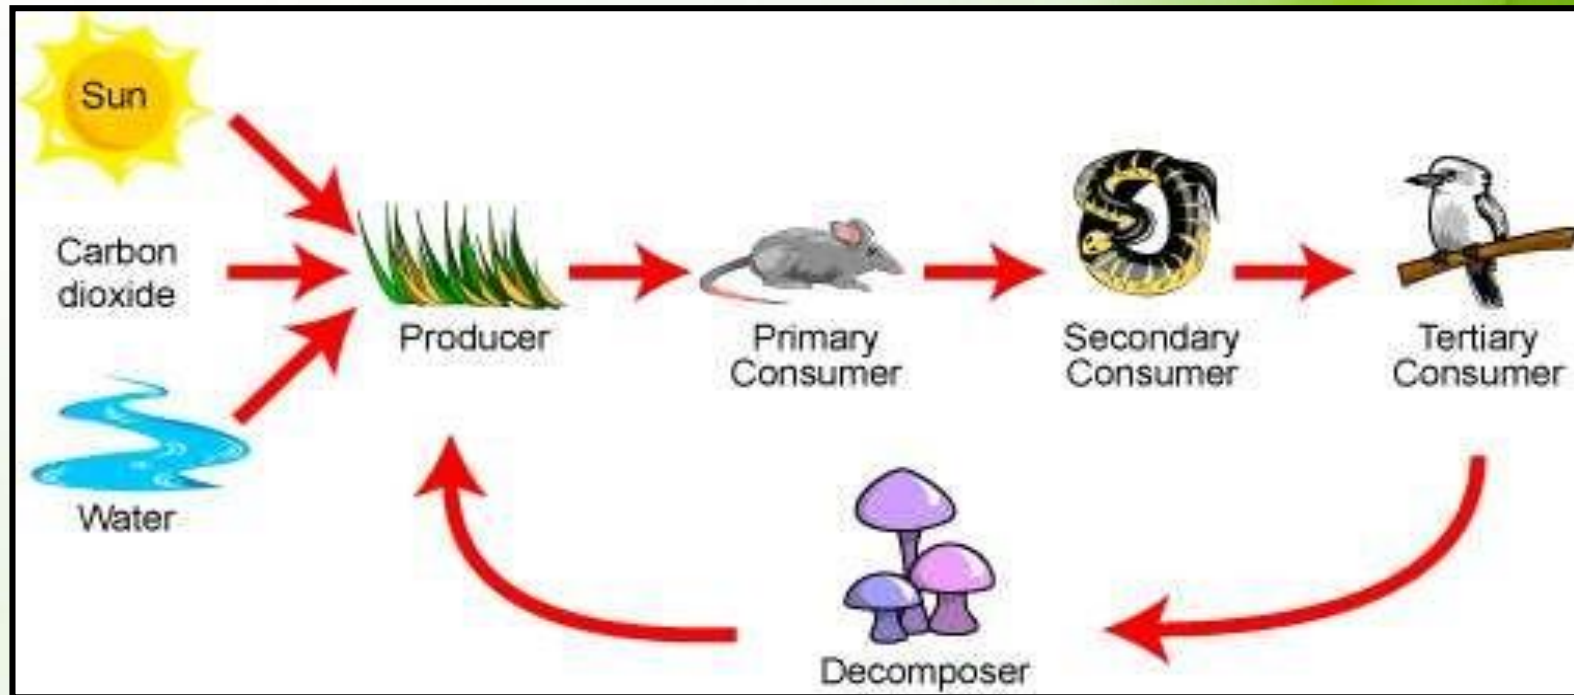 Sun
Carbon
dioxide
Water
Producer
Primary
Consumer
Secondary
Consumer
Tertiary
Consumer
Decomposer